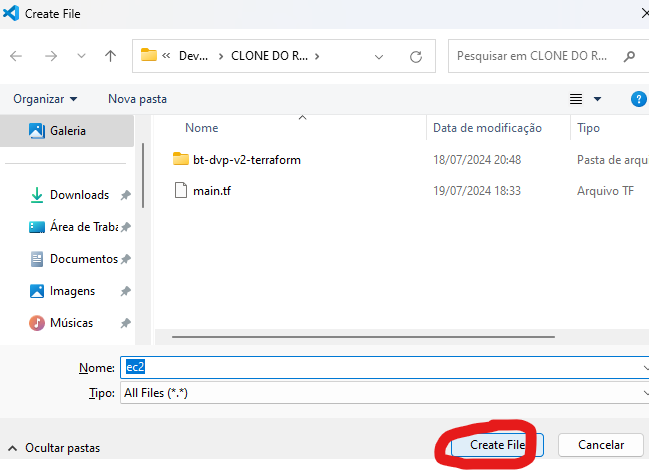 Create File
Dev... CLONE DO R...
Pesquisar em CLONE DO R...
Organizar Nova pasta
Galeria
Downloads
Área de Traba
Documentos
Imagens
Músicas
Nome Data de modificação Tipo
bt-dvp-v2-terraform 18/07/2024 20:48 Pasta de arqu
main.tf 19/07/2024 18:33 Arquivo TF
Nome: ec2
Tipo: All Files (*.*)
Ocultar pastas
Create File Cancelar